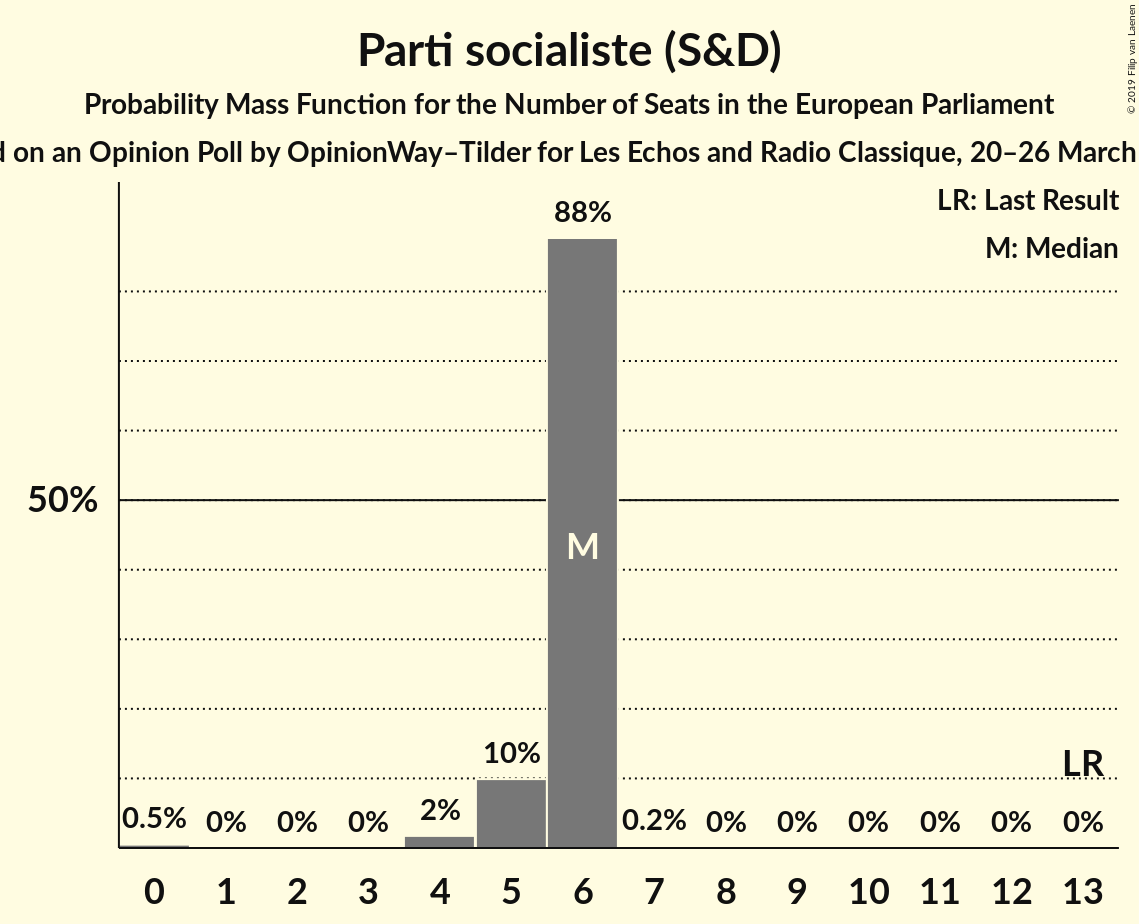 Parti socialiste (S&D)
Probability Mass Function for the Number of Seats in the European Parliament
on an Opinion Poll by OpinionWay–Tilder for Les Echos and Radio Classique, 20–26 March
© 2019 Filip van Laenen
LR: Last Result
M: Median
88%
50%
M
10%
LR
0.5% 0% 0% 0% 2% 0.2% 0% 0% 0% 0% 0% 0%
0 1 2 3 4 5 6 7 8 9 10 11 12 13